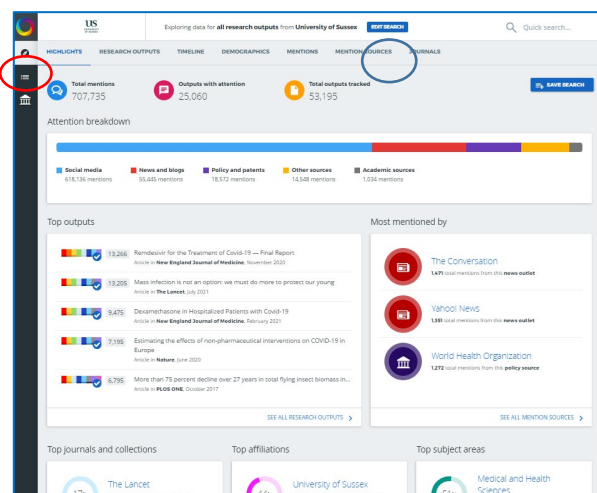 US
UNIVERSITY
OF SUSSEX
Exploring data for all research outputs from University of Sussex
EDIT SEARCH
Quick search...
HIGHLIGHTS RESEARCH OUTPUTS TIMELINE DEMOGRAPHICS MENTIONS MENTION SOURCES JOURNALS
Total mentions
707,735
Outputs with attention
25,060
Total outputs tracked
53,195
SAVE SEARCH
Attention breakdown
Social media
618,136 mentions
News and blogs
55,445 mentions
Policy and patents
18,572 mentions
Other sources
14,548 mentions
Academic sources
1,034 mentions
Top outputs
13,266 Remdesivir for the Treatment of Covid-19 — Final Report
Article in New England Journal of Medicine, November 2020
13,205 Mass infection is not an option: we must do more to protect our young
Article in The Lancet, July 2021
9,475 Dexamethasone in Hospitalized Patients with Covid-19
Article in New England Journal of Medicine, February 2021
7,195 Estimating the effects of non-pharmaceutical interventions on COVID-19 in
Europe
Article in Nature, June 2020
6,795 More than 75 percent decline over 27 years in total flying insect biomass in...
Article in PLOS ONE, October 2017
SEE ALL RESEARCH OUTPUTS
Most mentioned by
The Conversation
1,471 total mentions from this news outlet
Yahoo! News
1,351 total mentions from this news outlet
World Health Organization
1,272 total mentions from this policy source
SEE ALL MENTION SOURCES
Top journals and collections
The Lancet
Top affiliations
University of Sussex
Top subject areas
Medical and Health
Sciences